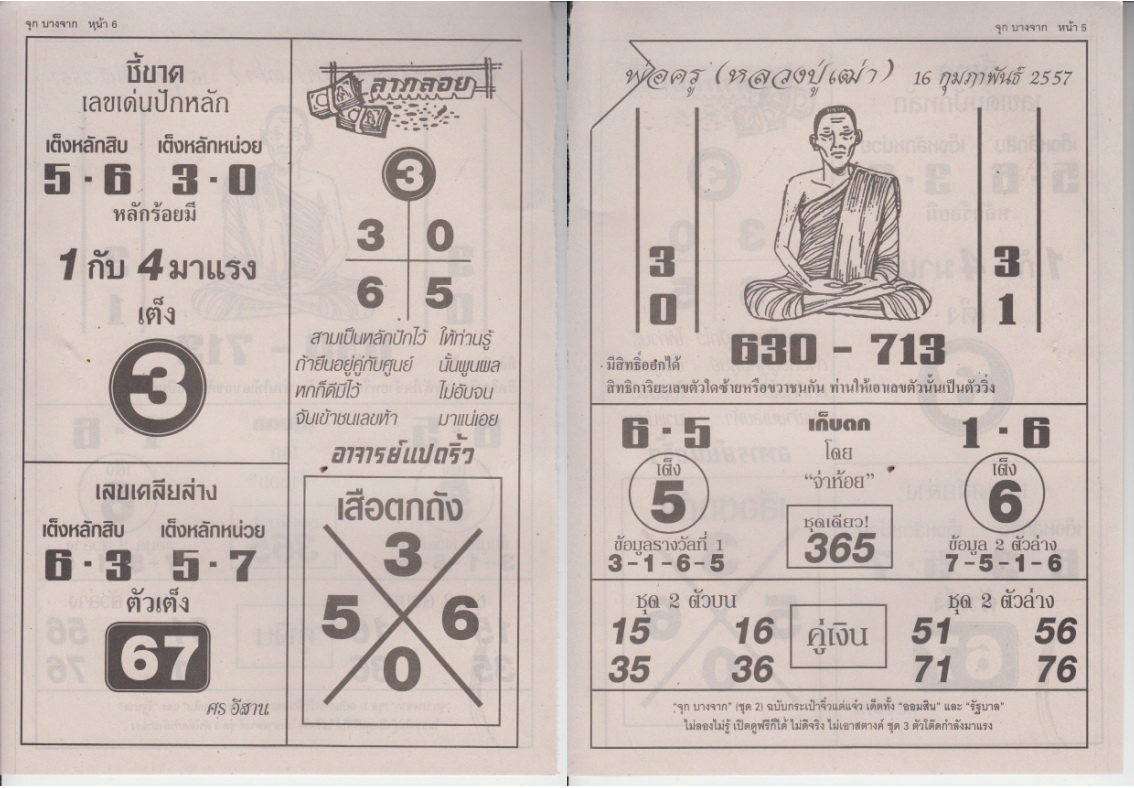 จุก บางจาก หน้า 6
ชี้ขาด
เลขเด่นปักหลัก
เต็งหลักสิบ เต็งหลักหน่วย
5 · 6 3 · 0
หลักร้อยมี
1 กับ 4 มาแรง
เต็ง
3
เลขเคลียล่าง
เต็งหลักสิบ เต็งหลักหน่วย
6 · 3 5 · 7
ตัวเต็ง
67
ศร อีสาน
ลากลอย
3
3 0
6 5
สามเป็นหลักปักไว้ ให้ท่านรู้
ถ้ายืนอยู่คู่กับศูนย์ นั้นพูนผล
หกก็ดีมีไว้ ไม่อับจน
จับเข้าชนเลขห้า มาแน่เอย
อาจารย์แปดริ้ว
เสือตกถัง
3
5 6
0
จุก บางจาก หน้า 5
พ่อครู (หลวงปู่เฒ่า) 16 กุมภาพันธ์ 2557
3 3
0 1
630 - 713
มีสิทธิ์ออกได้
สิทธิการิยะเลขตัวใดซ้ายหรือขวาชนกัน ท่านให้เอาเลขตัวนั้นเป็นตัววิ่ง
6 · 5 เก็บตก 1 · 6
เต็ง โดย เต็ง
5 "จ่าห้อย" 6
ชุดเดียว!
365
ข้อมูลรางวัลที่ 1 ข้อมูล 2 ตัวล่าง
3-1-6-5 7-5-1-6
ชุด 2 ตัวบน ชุด 2 ตัวล่าง
15 16 คู่เงิน 51 56
35 36 71 76
"จุก บางจาก" (ชุด 2) ฉบับกระเป๋าจิ๋วแต่แจ๋ว เด็ดทั้ง "ออมสิน" และ "รัฐบาล"
ไม่ลองไม่รู้ เปิดดูฟรีก็ได้ ไม่ดีจริง ไม่เอาสตางค์ ชุด 3 ตัวโต๊ดกำลังมาแรง